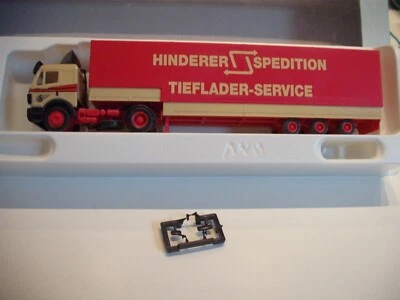 HINDERER SPEDITION
TIEFLADER-SERVICE